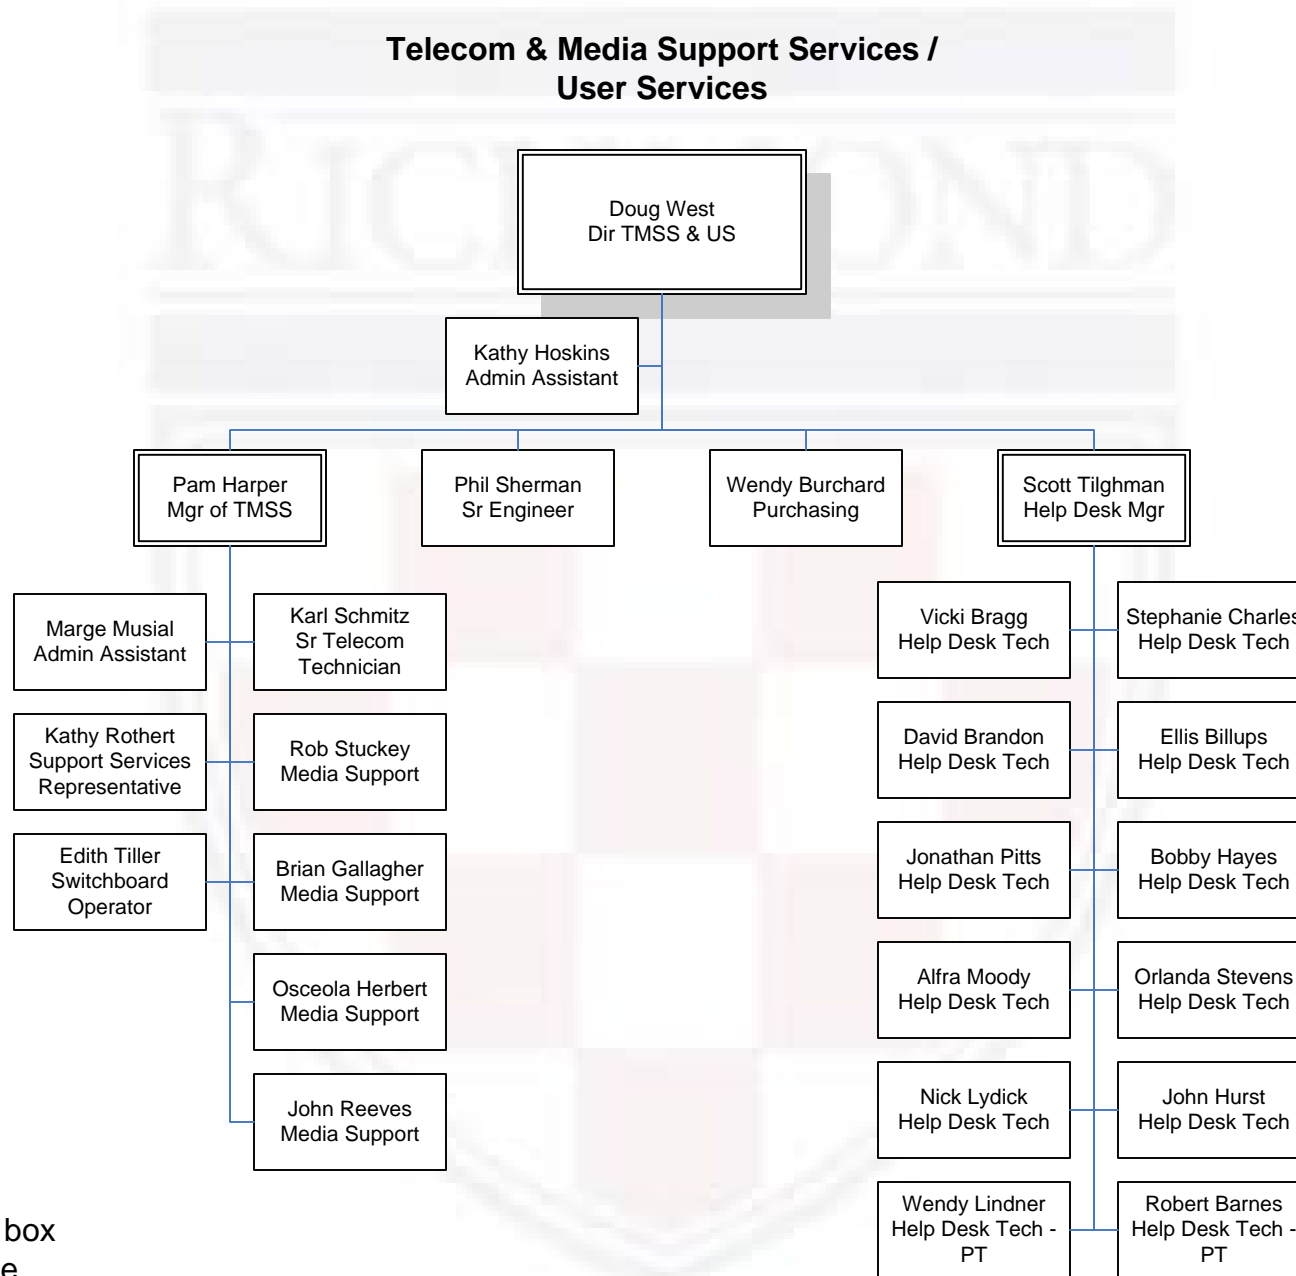 Telecom & Media Support Services /
User Services
RICHMOND
Doug West
Dir TMSS & US
Kathy Hoskins
Admin Assistant
Pam Harper
Mgr of TMSS
Phil Sherman
Sr Engineer
Wendy Burchard
Purchasing
Scott Tilghman
Help Desk Mgr
Marge Musial
Admin Assistant
Karl Schmitz
Sr Telecom
Technician
Kathy Rothert
Support Services
Representative
Rob Stuckey
Media Support
Edith Tiller
Switchboard
Operator
Brian Gallagher
Media Support
Osceola Herbert
Media Support
John Reeves
Media Support
Vicki Bragg
Help Desk Tech
Stephanie Charles
Help Desk Tech
David Brandon
Help Desk Tech
Ellis Billups
Help Desk Tech
Jonathan Pitts
Help Desk Tech
Bobby Hayes
Help Desk Tech
Alfra Moody
Help Desk Tech
Orlanda Stevens
Help Desk Tech
Nick Lydick
Help Desk Tech
John Hurst
Help Desk Tech
Wendy Lindner
Help Desk Tech -
PT
Robert Barnes
Help Desk Tech -
PT
box